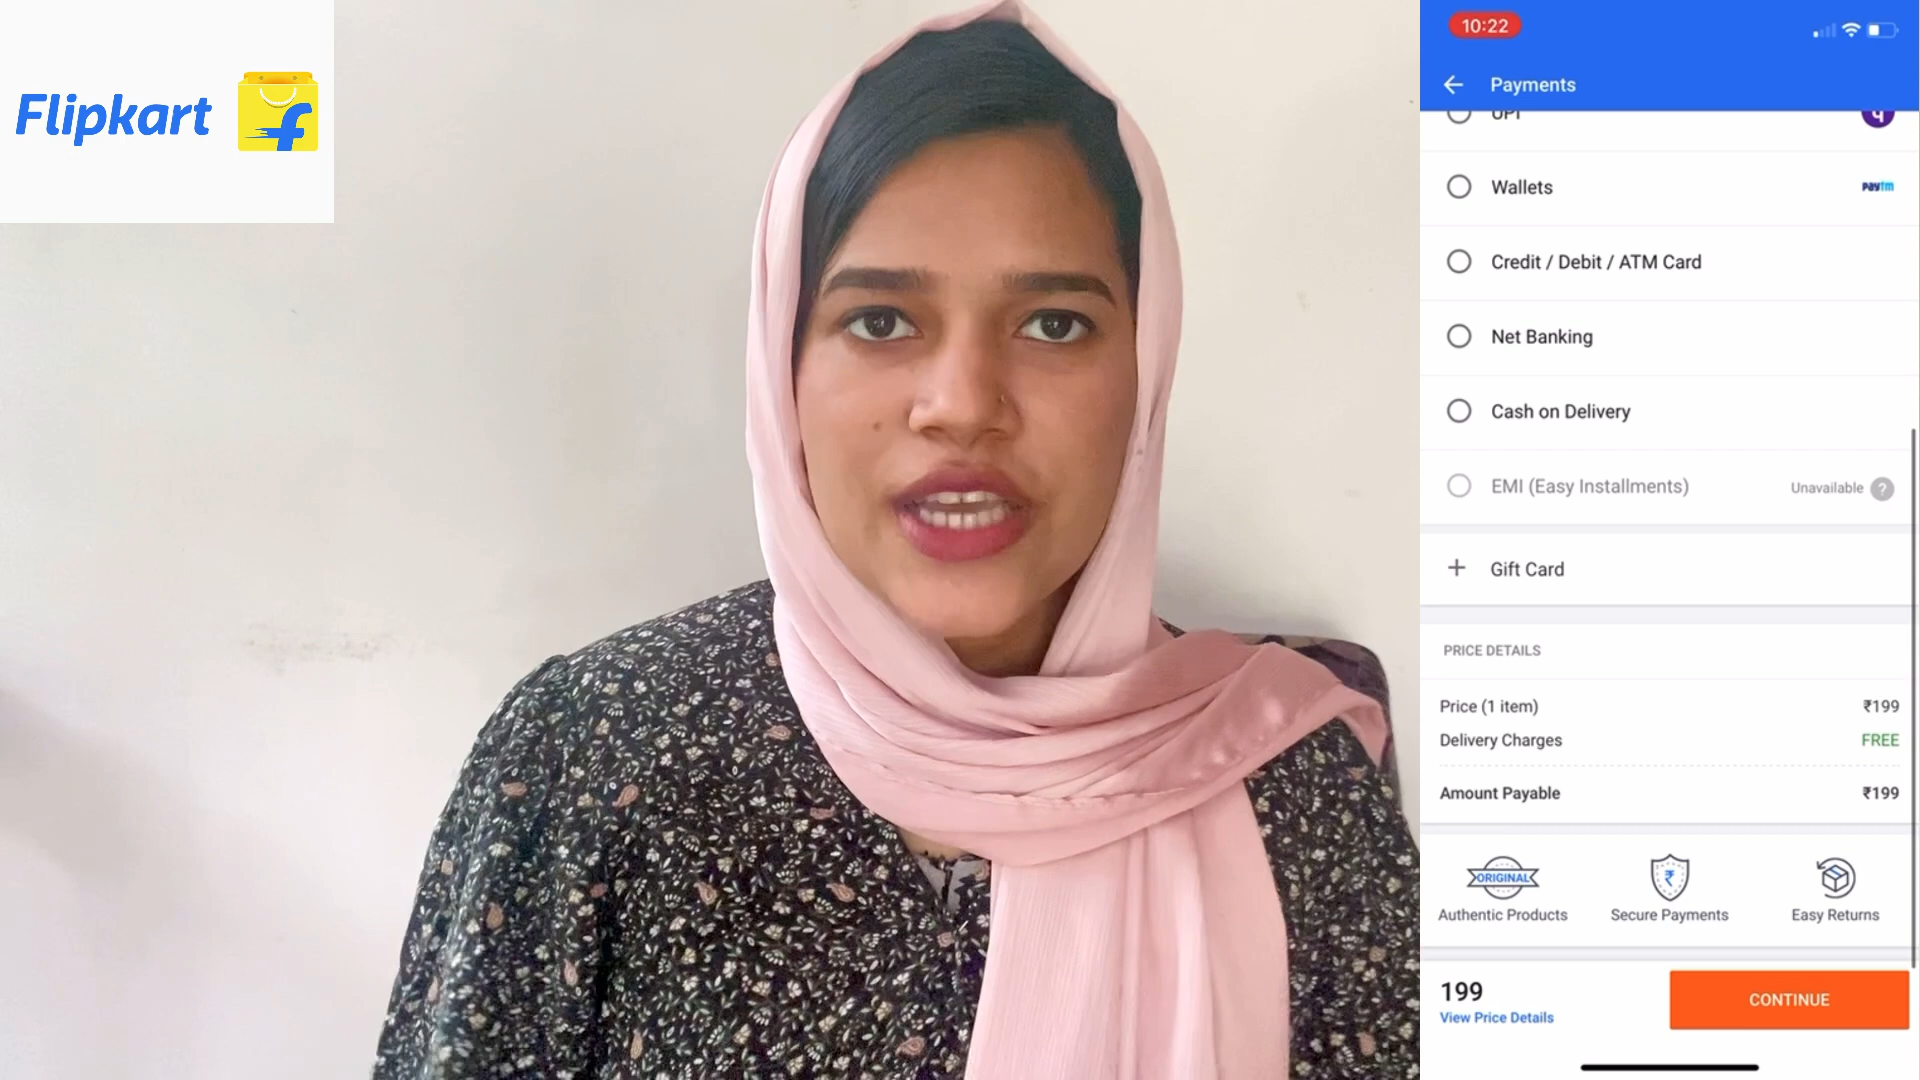 Flipkart
10:22
Payments
UPI
Wallets
paytm
Credit / Debit / ATM Card
Net Banking
Cash on Delivery
EMI (Easy Installments)
Unavailable ?
Gift Card
PRICE DETAILS
Price (1 item) ₹199
Delivery Charges FREE
Amount Payable ₹199
ORIGINAL
Authentic Products
Secure Payments
Easy Returns
199
View Price Details
CONTINUE